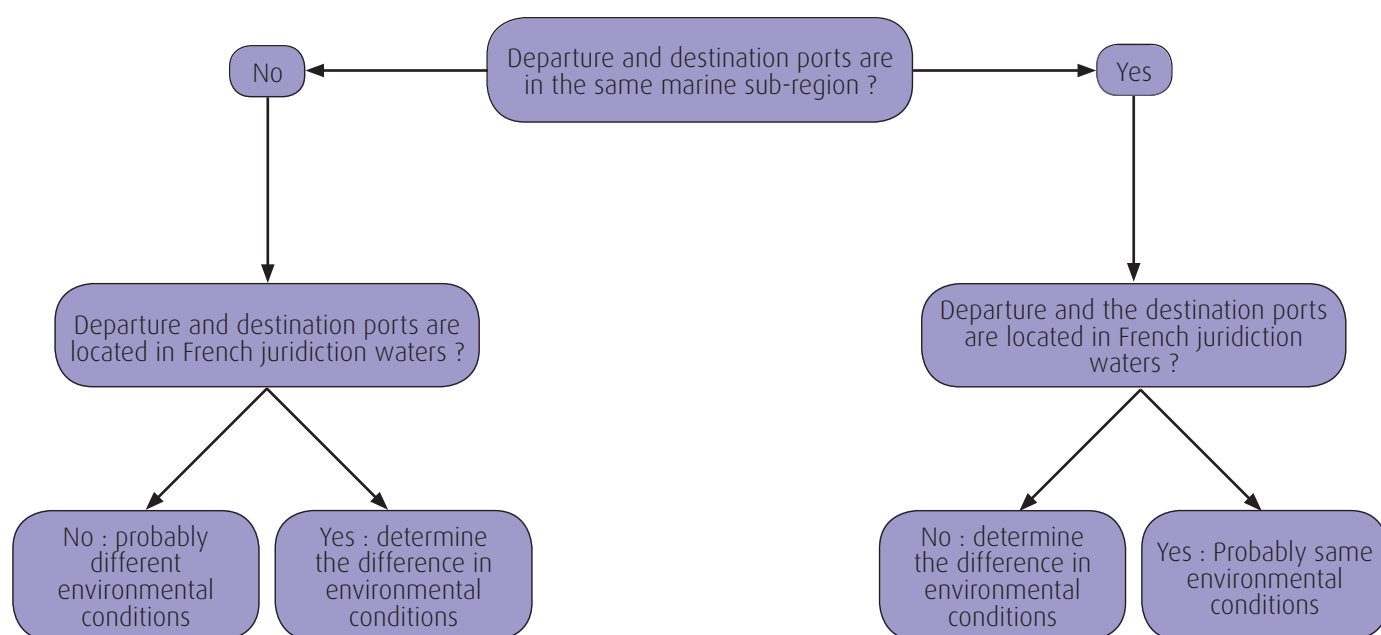 Departure and destination ports are
in the same marine sub-region ?
No
Yes
Departure and destination ports are
located in French juridiction waters ?
Departure and the destination ports
are located in French juridiction
waters ?
No : probably
different
environmental
conditions
Yes : determine
the difference in
environmental
conditions
No : determine
the difference in
environmental
conditions
Yes : Probably same
environmental
conditions